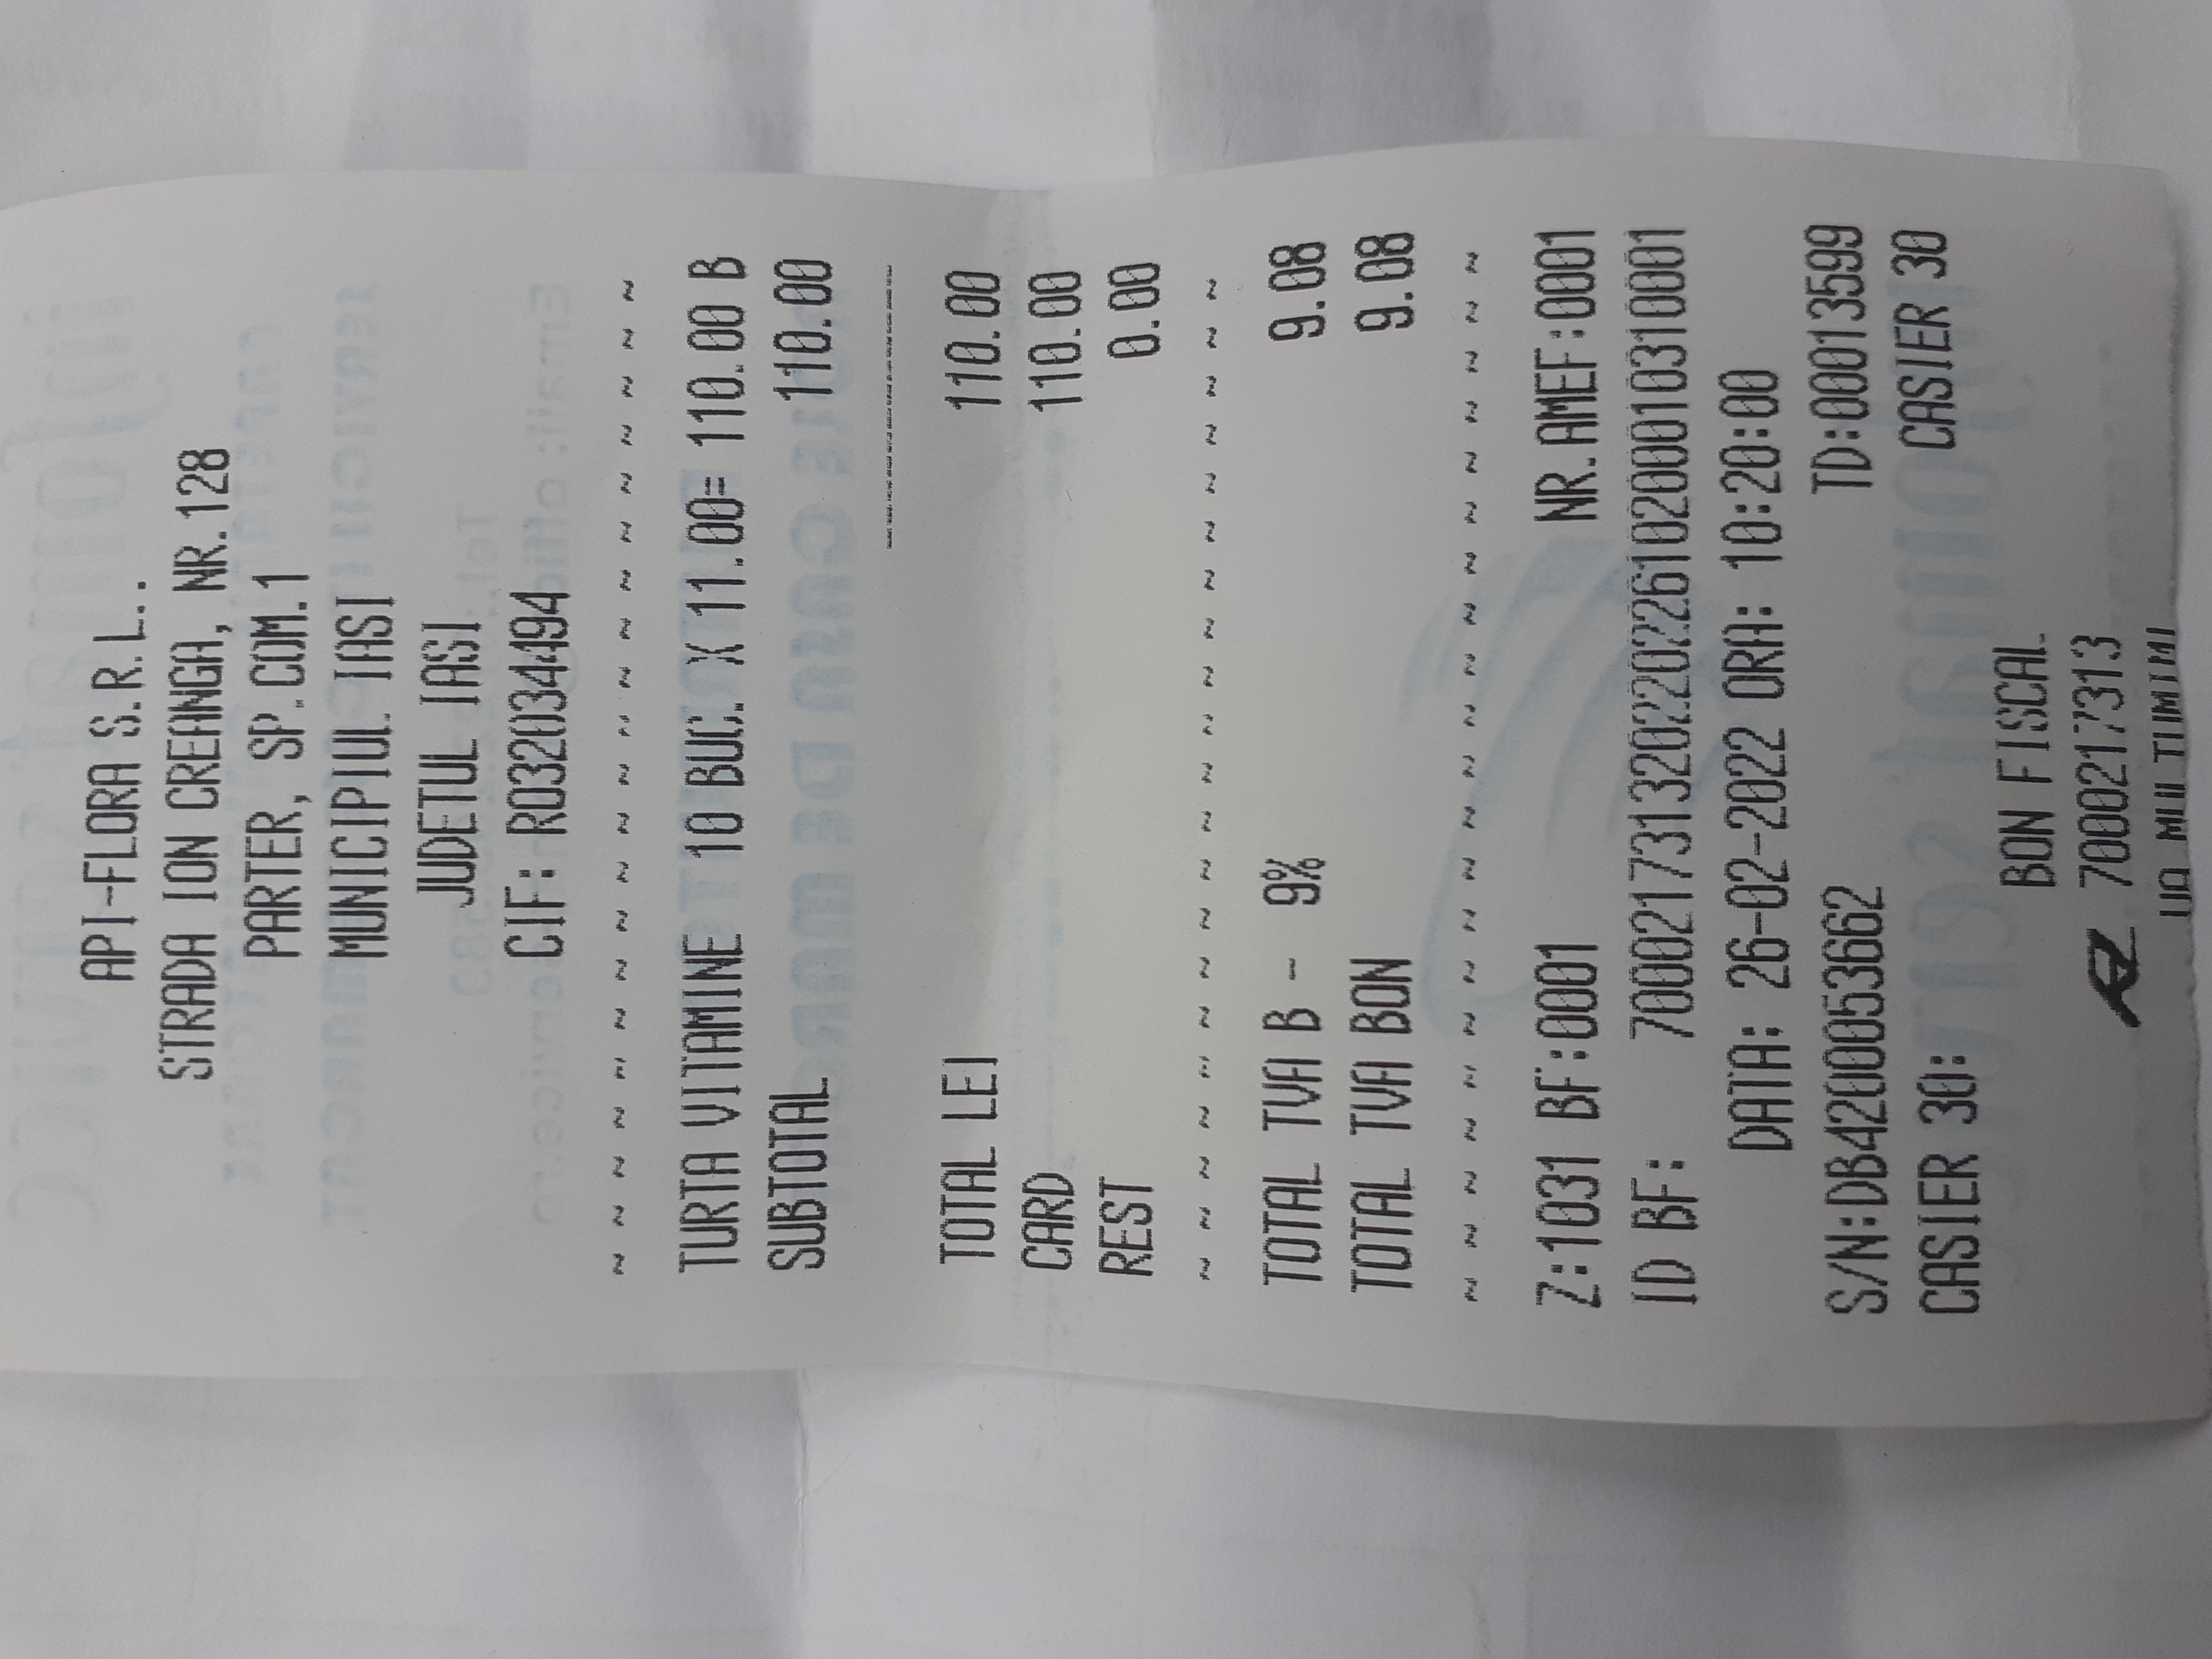 API-FLORA S.R.L..
STRADA ION CREANGA, NR.128
PARTER, SP.COM.1
MUNICIPIUL IASI
JUDETUL IASI
CIF: RO32034494
~ ~ ~ ~ ~ ~ ~ ~ ~ ~ ~ ~ ~ ~ ~ ~ ~ ~ ~ ~ ~
TURTA VITAMINE 10 BUC. X 11.00= 110.00 B
SUBTOTAL 110.00
TOTAL LEI 110.00
CARD 110.00
REST 0.00
~ ~ ~ ~ ~ ~ ~ ~ ~ ~ ~ ~ ~ ~ ~ ~ ~ ~ ~ ~ ~
TOTAL TVA B - 9% 9.08
TOTAL TVA BON 9.08
~ ~ ~ ~ ~ ~ ~ ~ ~ ~ ~ ~ ~ ~ ~ ~ ~ ~ ~ ~ ~
Z:1031 BF:0001 NR.AMEF:0001
ID BF: 70002173132022022610200010310001
DATA: 26-02-2022 ORA: 10:20:00
S/N:DB4200053662 TD:00013599
CASIER 30: CASIER 30
BON FISCAL
7000217313